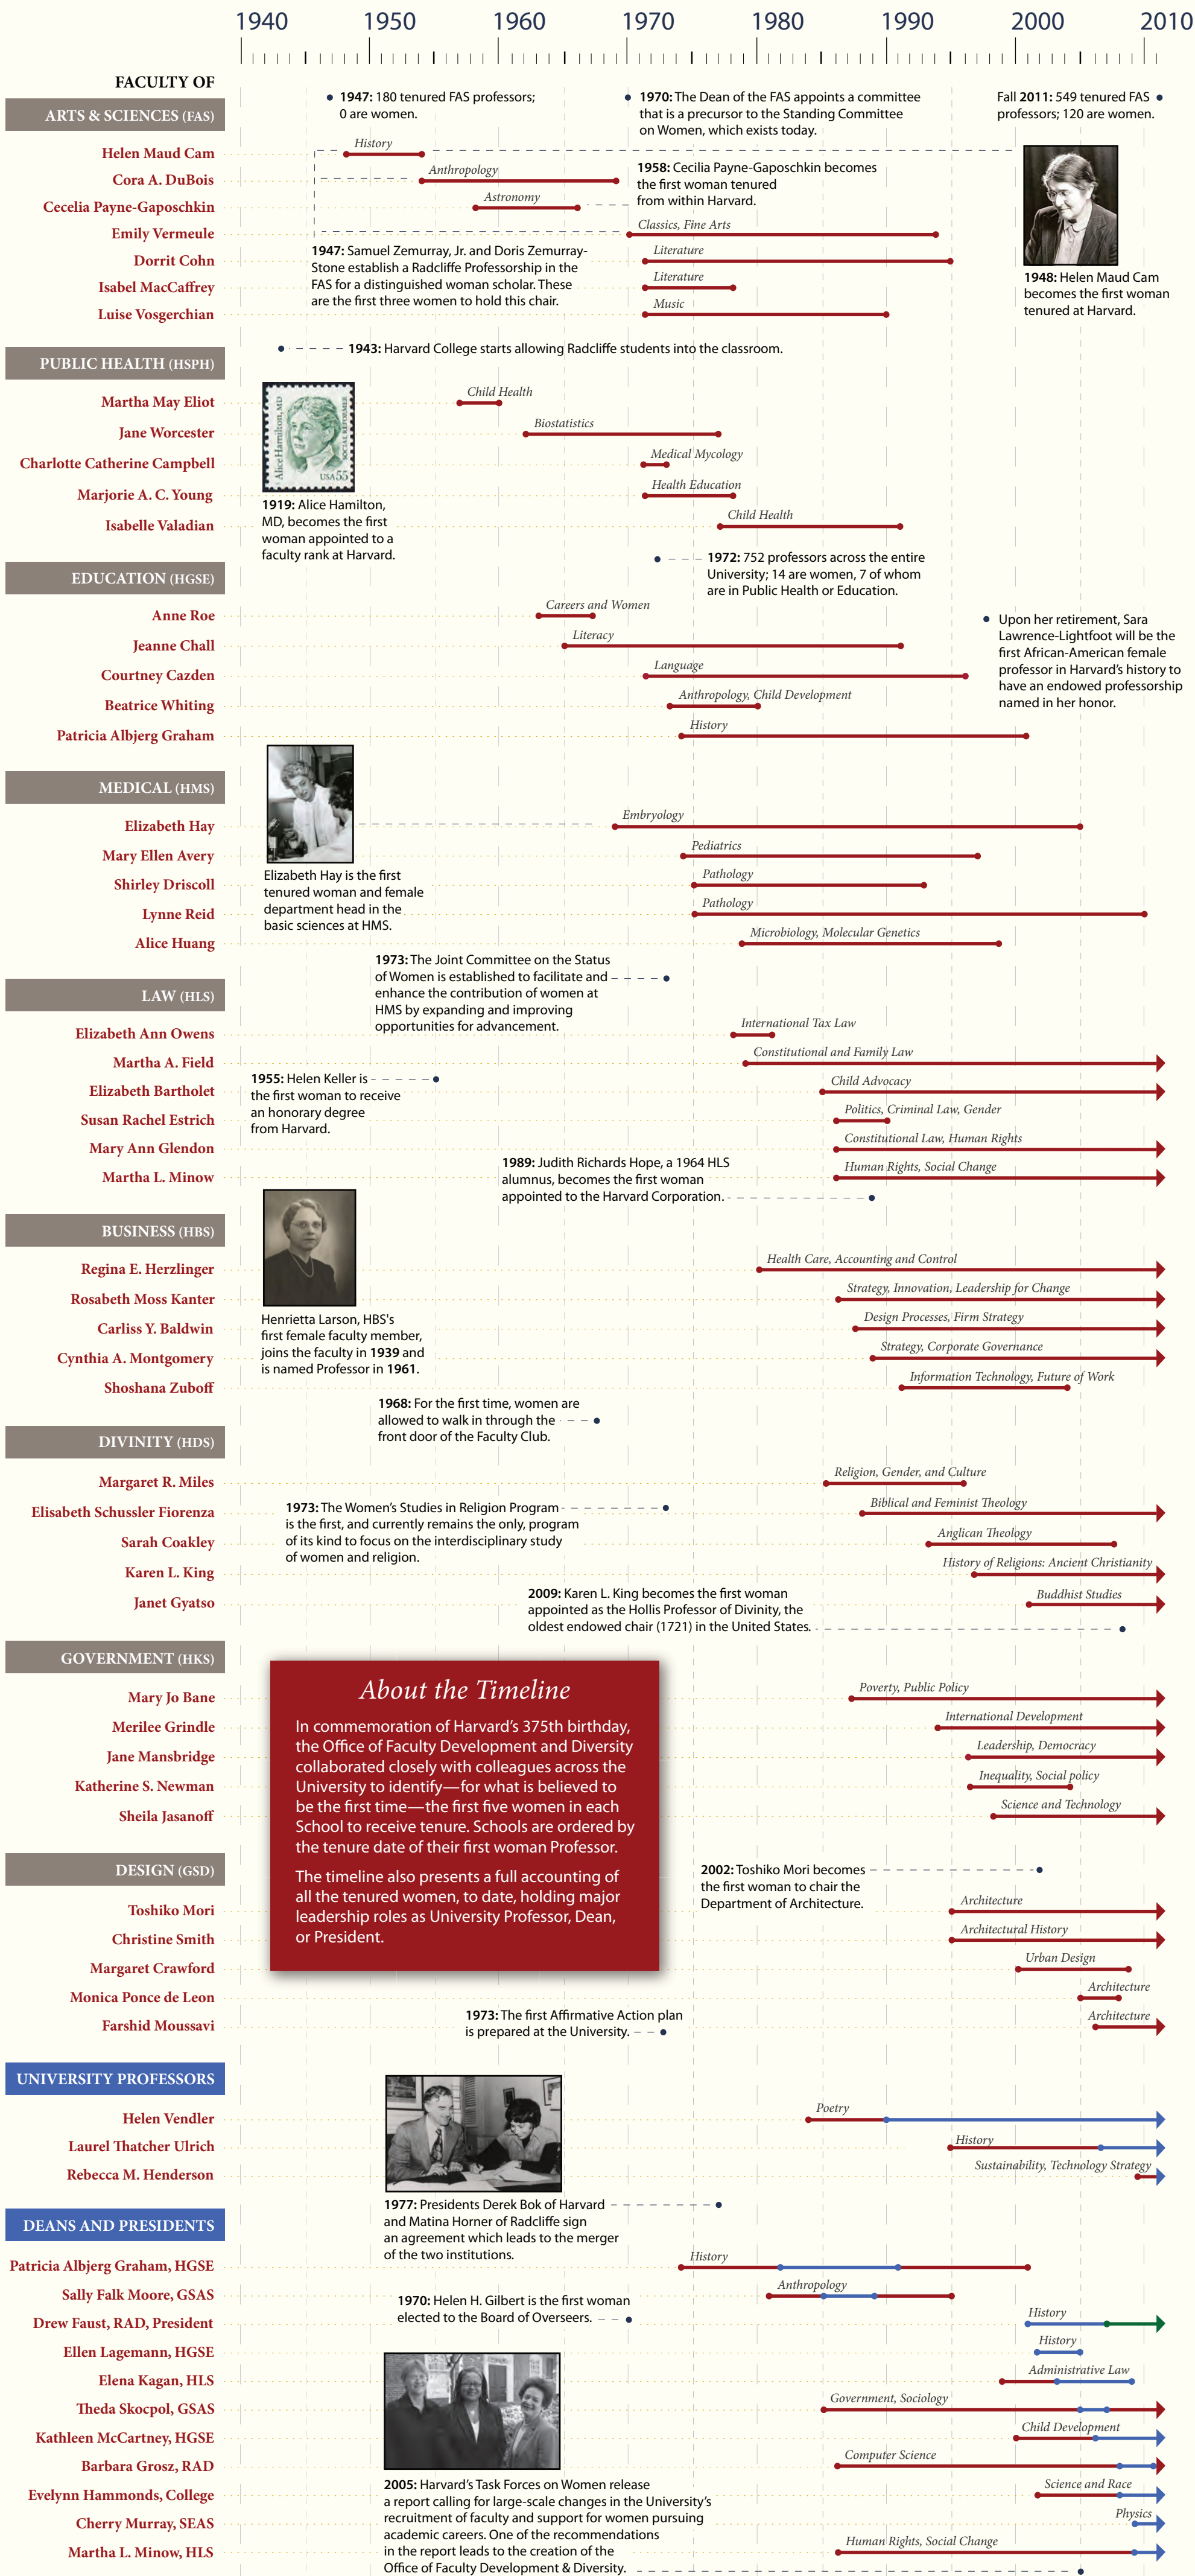 1940 1950 1960 1970 1980 1990 2000 2010
FACULTY OF
ARTS & SCIENCES (FAS)
1947: 180 tenured FAS professors;
0 are women.
1970: The Dean of the FAS appoints a committee
that is a precursor to the Standing Committee
on Women, which exists today.
Fall 2011: 549 tenured FAS
professors; 120 are women.
Helen Maud Cam
History
Cora A. DuBois
Anthropology
Cecelia Payne-Gaposchkin
Astronomy
1958: Cecilia Payne-Gaposchkin becomes
the first woman tenured
from within Harvard.
Emily Vermeule
Classics, Fine Arts
Dorrit Cohn
Literature
Isabel MacCaffrey
Literature
Luise Vosgerchian
Music
1947: Samuel Zemurray, Jr. and Doris Zemurray-
Stone establish a Radcliffe Professorship in the
FAS for a distinguished woman scholar. These
are the first three women to hold this chair.
1948: Helen Maud Cam
becomes the first woman
tenured at Harvard.
PUBLIC HEALTH (HSPH)
1943: Harvard College starts allowing Radcliffe students into the classroom.
Martha May Eliot
Child Health
Jane Worcester
Biostatistics
Charlotte Catherine Campbell
Medical Mycology
Marjorie A. C. Young
Health Education
Isabelle Valadian
Child Health
Alice Hamilton, MD
SOCIAL REFORMER
USA 55
1919: Alice Hamilton,
MD, becomes the first
woman appointed to a
faculty rank at Harvard.
1972: 752 professors across the entire
University; 14 are women, 7 of whom
are in Public Health or Education.
EDUCATION (HGSE)
Anne Roe
Careers and Women
Jeanne Chall
Literacy
Courtney Cazden
Language
Beatrice Whiting
Anthropology, Child Development
Patricia Albjerg Graham
History
Upon her retirement, Sara
Lawrence-Lightfoot will be the
first African-American female
professor in Harvard's history to
have an endowed professorship
named in her honor.
MEDICAL (HMS)
Elizabeth Hay
Embryology
Mary Ellen Avery
Pediatrics
Shirley Driscoll
Pathology
Lynne Reid
Pathology
Alice Huang
Microbiology, Molecular Genetics
Elizabeth Hay is the first
tenured woman and female
department head in the
basic sciences at HMS.
1973: The Joint Committee on the Status
of Women is established to facilitate and
enhance the contribution of women at
HMS by expanding and improving
opportunities for advancement.
LAW (HLS)
Elizabeth Ann Owens
International Tax Law
Martha A. Field
Constitutional and Family Law
Elizabeth Bartholet
Child Advocacy
Susan Rachel Estrich
Politics, Criminal Law, Gender
Mary Ann Glendon
Constitutional Law, Human Rights
Martha L. Minow
Human Rights, Social Change
1955: Helen Keller is
the first woman to receive
an honorary degree
from Harvard.
1989: Judith Richards Hope, a 1964 HLS
alumnus, becomes the first woman
appointed to the Harvard Corporation.
BUSINESS (HBS)
Regina E. Herzlinger
Health Care, Accounting and Control
Rosabeth Moss Kanter
Strategy, Innovation, Leadership for Change
Carliss Y. Baldwin
Design Processes, Firm Strategy
Cynthia A. Montgomery
Strategy, Corporate Governance
Shoshana Zuboff
Information Technology, Future of Work
Henrietta Larson, HBS's
first female faculty member,
joins the faculty in 1939 and
is named Professor in 1961.
1968: For the first time, women are
allowed to walk in through the
front door of the Faculty Club.
DIVINITY (HDS)
Margaret R. Miles
Religion, Gender, and Culture
Elisabeth Schussler Fiorenza
Biblical and Feminist Theology
Sarah Coakley
Anglican Theology
Karen L. King
History of Religions: Ancient Christianity
Janet Gyatso
Buddhist Studies
1973: The Women's Studies in Religion Program
is the first, and currently remains the only, program
of its kind to focus on the interdisciplinary study
of women and religion.
2009: Karen L. King becomes the first woman
appointed as the Hollis Professor of Divinity, the
oldest endowed chair (1721) in the United States.
GOVERNMENT (HKS)
Mary Jo Bane
Poverty, Public Policy
Merilee Grindle
International Development
Jane Mansbridge
Leadership, Democracy
Katherine S. Newman
Inequality, Social policy
Sheila Jasanoff
Science and Technology
About the Timeline
In commemoration of Harvard's 375th birthday,
the Office of Faculty Development and Diversity
collaborated closely with colleagues across the
University to identify—for what is believed to
be the first time—the first five women in each
School to receive tenure. Schools are ordered by
the tenure date of their first woman Professor.
The timeline also presents a full accounting of
all the tenured women, to date, holding major
leadership roles as University Professor, Dean,
or President.
DESIGN (GSD)
2002: Toshiko Mori becomes
the first woman to chair the
Department of Architecture.
Toshiko Mori
Architecture
Christine Smith
Architectural History
Margaret Crawford
Urban Design
Monica Ponce de Leon
Architecture
Farshid Moussavi
Architecture
1973: The first Affirmative Action plan
is prepared at the University.
UNIVERSITY PROFESSORS
Helen Vendler
Poetry
Laurel Thatcher Ulrich
History
Rebecca M. Henderson
Sustainability, Technology Strategy
1977: Presidents Derek Bok of Harvard
and Matina Horner of Radcliffe sign
an agreement which leads to the merger
of the two institutions.
DEANS AND PRESIDENTS
Patricia Albjerg Graham, HGSE
History
Sally Falk Moore, GSAS
Anthropology
1970: Helen H. Gilbert is the first woman
elected to the Board of Overseers.
Drew Faust, RAD, President
History
Ellen Lagemann, HGSE
History
Elena Kagan, HLS
Administrative Law
Theda Skocpol, GSAS
Government, Sociology
Kathleen McCartney, HGSE
Child Development
Barbara Grosz, RAD
Computer Science
Evelynn Hammonds, College
Science and Race
Cherry Murray, SEAS
Physics
Martha L. Minow, HLS
Human Rights, Social Change
2005: Harvard's Task Forces on Women release
a report calling for large-scale changes in the University's
recruitment of faculty and support for women pursuing
academic careers. One of the recommendations
in the report leads to the creation of the
Office of Faculty Development & Diversity.